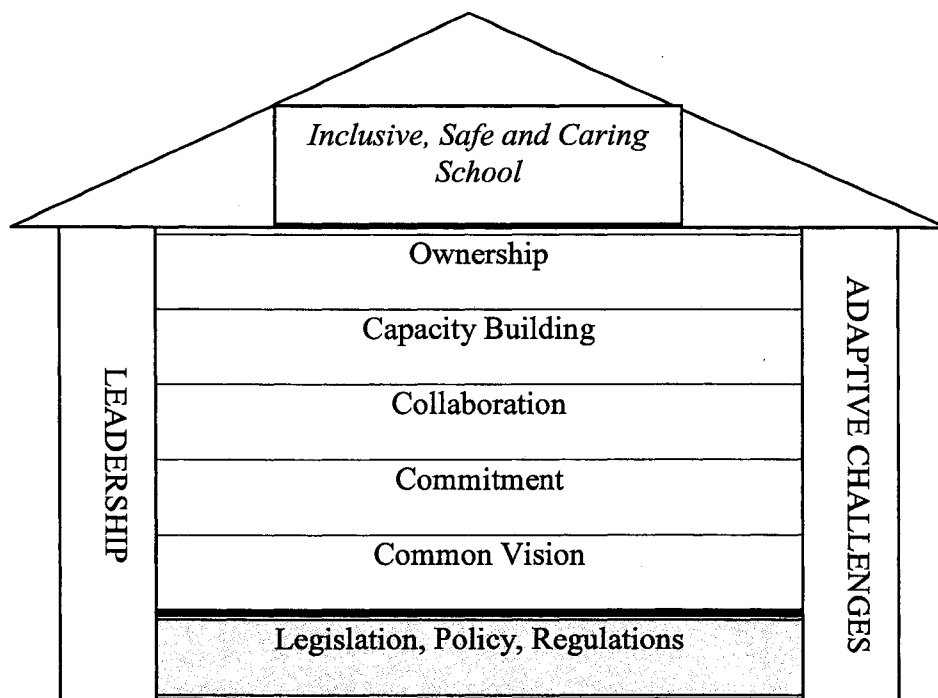 Inclusive, Safe and Caring
School
Ownership
Capacity Building
Collaboration
Commitment
Common Vision
Legislation, Policy, Regulations
LEADERSHIP
ADAPTIVE CHALLENGES